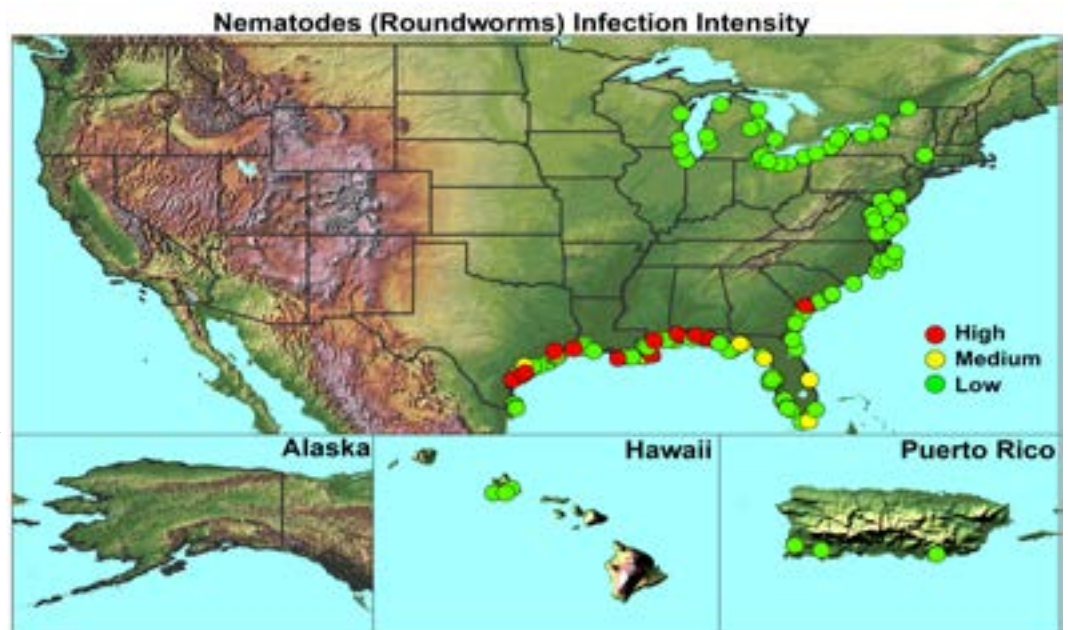 Nematodes (Roundworms) Infection Intensity
High
Medium
Low
Alaska
Hawaii
Puerto Rico